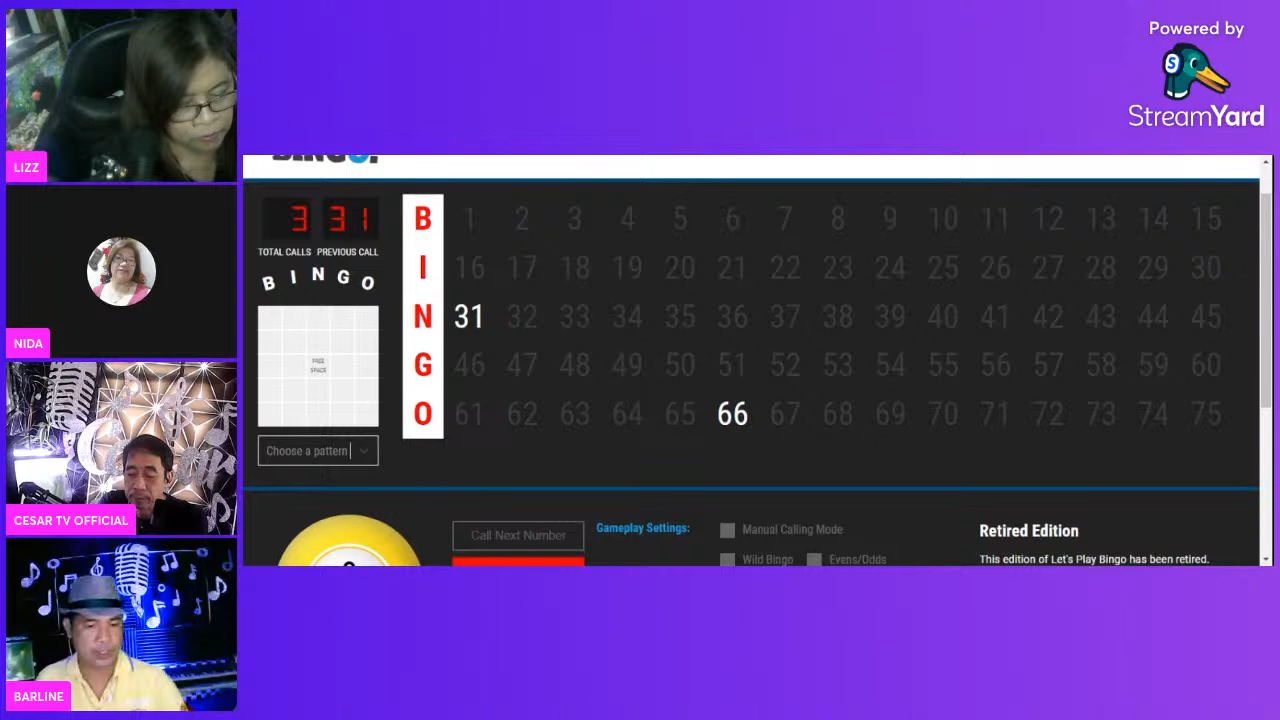 Powered by
StreamYard
LIZZ
NIDA
CESAR TV OFFICIAL
BARLINE
BINGO!
3 31
TOTAL CALLS PREVIOUS CALL
B I N G O
FREE
SPACE
Choose a pattern
B 1 2 3 4 5 6 7 8 9 10 11 12 13 14 15
I 16 17 18 19 20 21 22 23 24 25 26 27 28 29 30
N 31 32 33 34 35 36 37 38 39 40 41 42 43 44 45
G 46 47 48 49 50 51 52 53 54 55 56 57 58 59 60
O 61 62 63 64 65 66 67 68 69 70 71 72 73 74 75
Call Next Number
Gameplay Settings:
Manual Calling Mode
Wild Bingo Evens/Odds
Retired Edition
This edition of Let's Play Bingo has been retired.